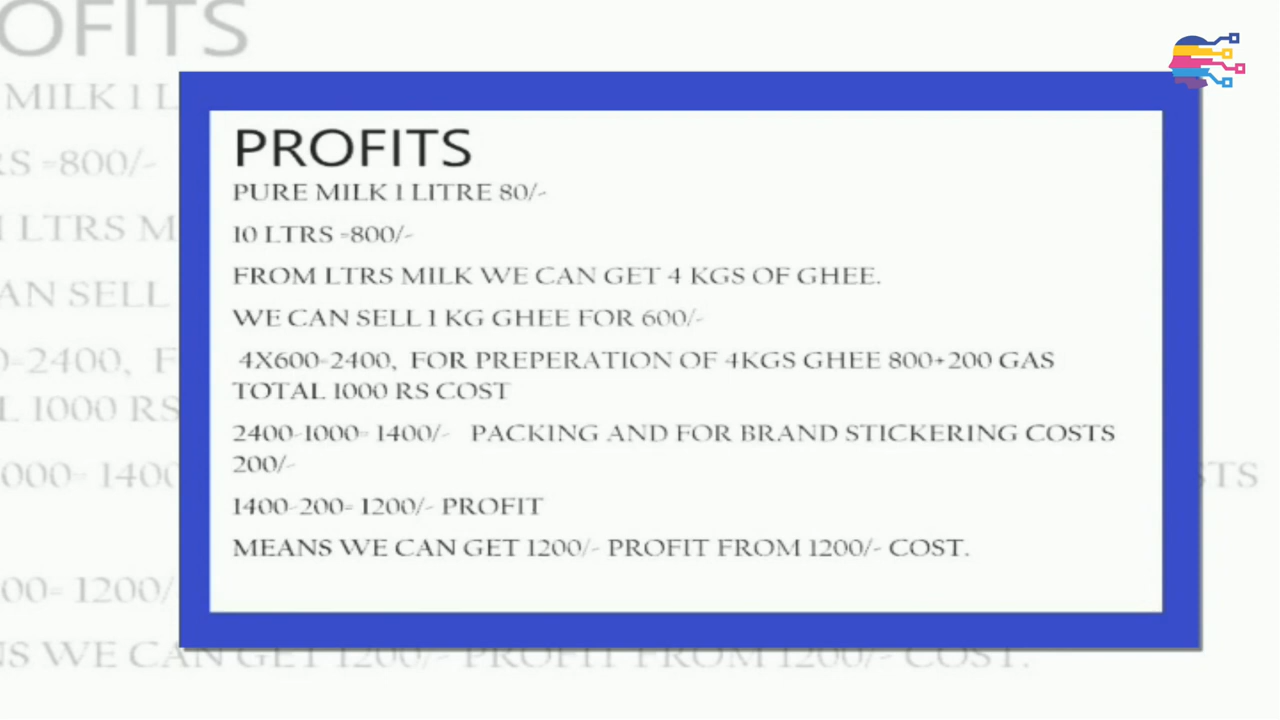 PROFITS
PURE MILK 1 LITRE 80/-
10 LTRS =800/-
FROM LTRS MILK WE CAN GET 4 KGS OF GHEE.
WE CAN SELL 1 KG GHEE FOR 600/-
4X600=2400, FOR PREPERATION OF 4KGS GHEE 800+200 GAS
TOTAL 1000 RS COST
2400-1000= 1400/- PACKING AND FOR BRAND STICKERING COSTS
200/-
1400-200= 1200/- PROFIT
MEANS WE CAN GET 1200/- PROFIT FROM 1200/- COST.